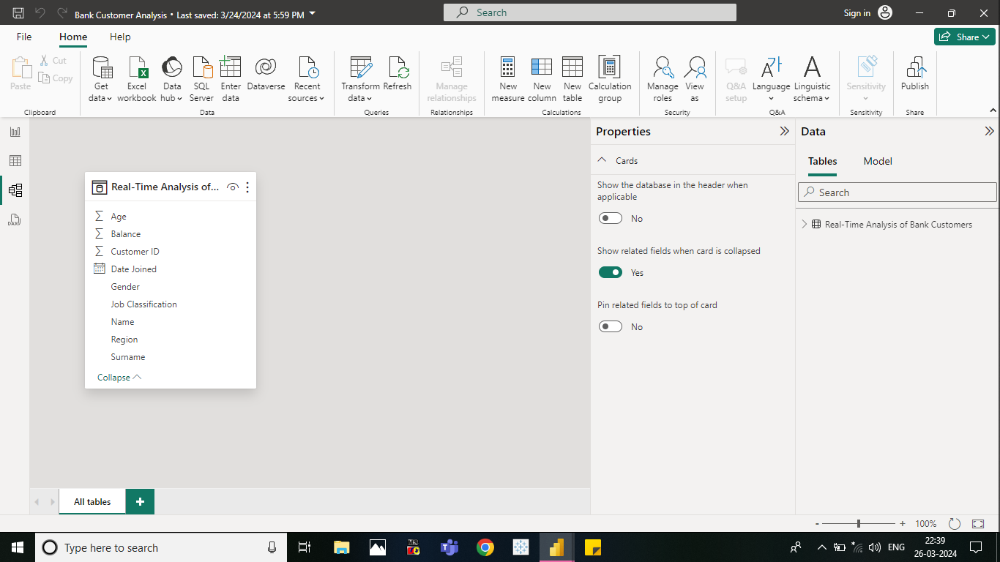 Bank Customer Analysis • Last saved: 3/24/2024 at 5:59 PM
Search
Sign in
File
Home
Help
Share
Paste
Cut
Copy
Get
data
Excel
workbook
Data
hub
SQL
Server
Enter
data
Dataverse
Recent
sources
Transform
data
Refresh
Manage
relationships
New
measure
New
column
New
table
Calculation
group
Manage
roles
View
as
Q&A
setup
Language
Linguistic
schema
Sensitivity
Publish
Clipboard
Data
Queries
Relationships
Calculations
Security
Q&A
Sensitivity
Share
DAX
Real-Time Analysis of...
Age
Balance
Customer ID
Date Joined
Gender
Job Classification
Name
Region
Surname
Collapse
Properties
Cards
Show the database in the header when
applicable
No
Show related fields when card is collapsed
Yes
Pin related fields to top of card
No
Data
Tables
Model
Search
Real-Time Analysis of Bank Customers
All tables
+
- + 100%
Type here to search
ENG
22:39
26-03-2024